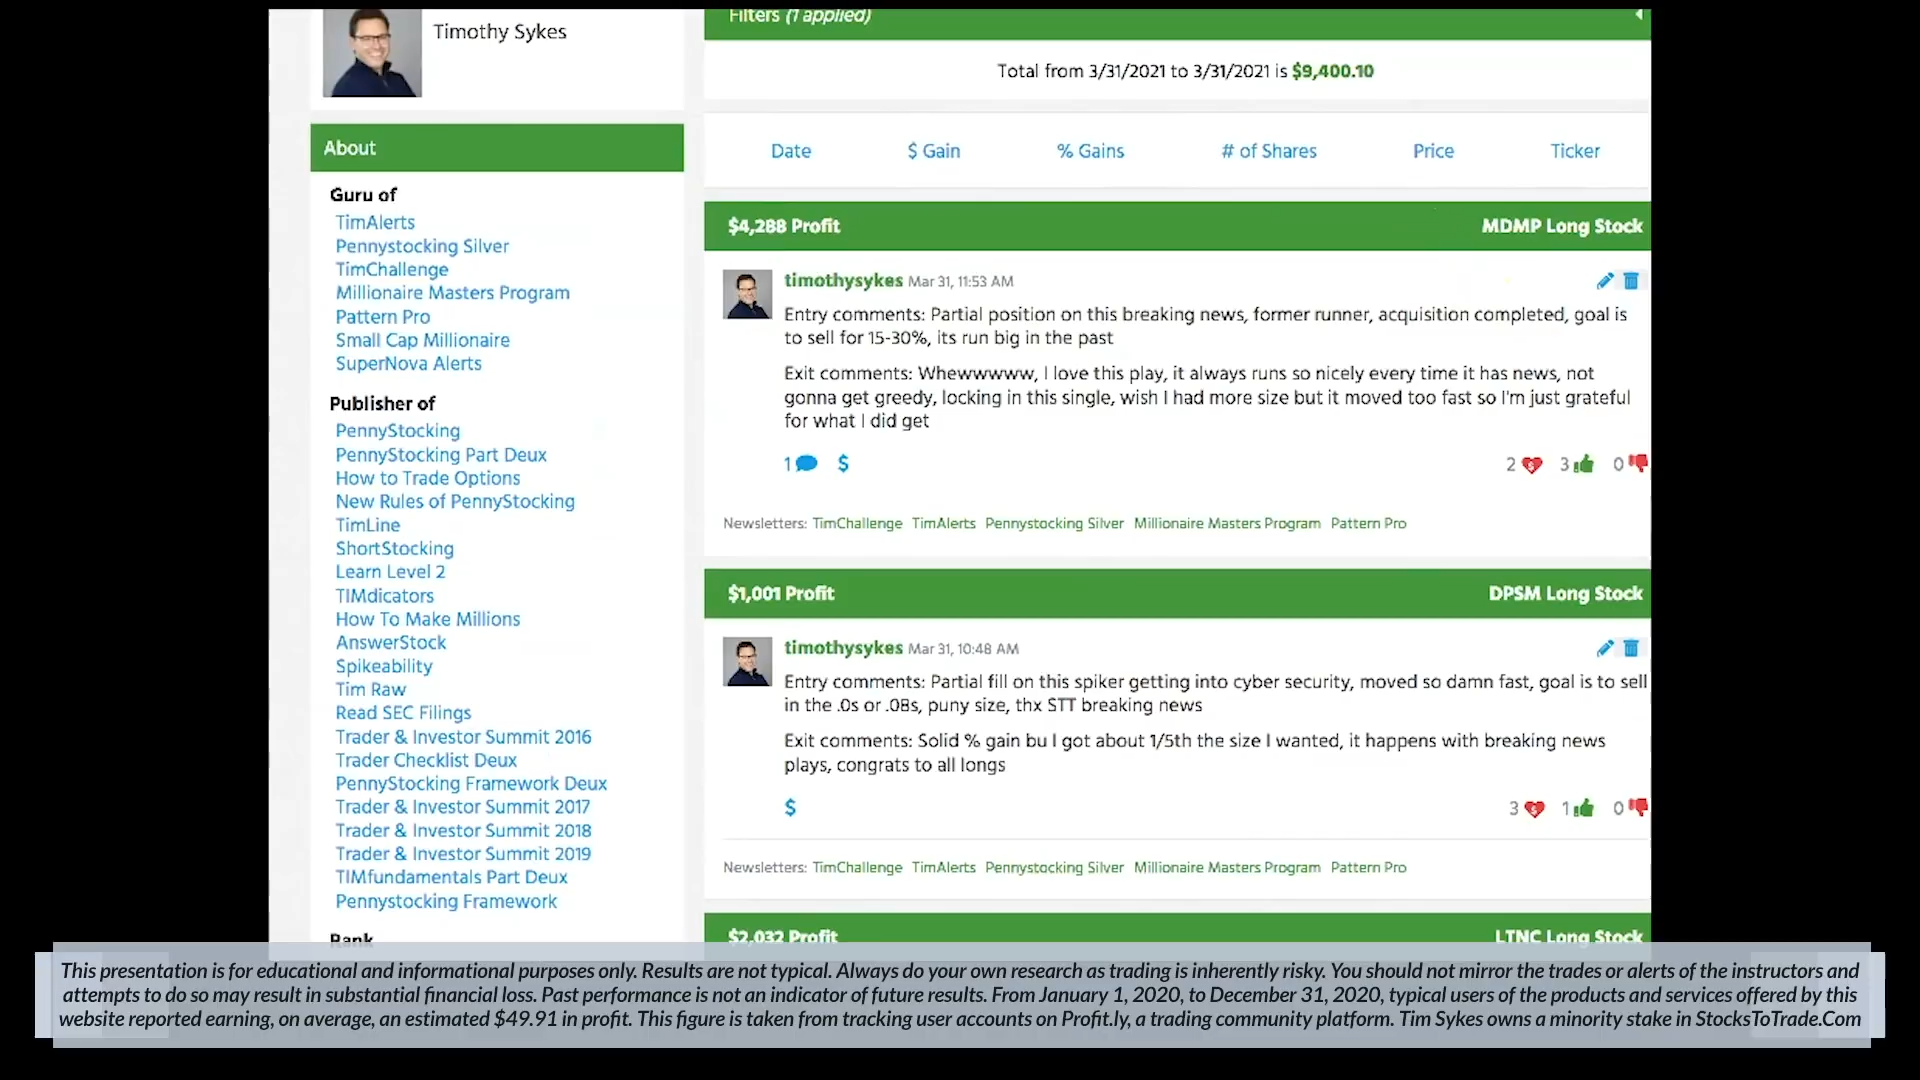 Timothy Sykes
About
Guru of
TimAlerts
Pennystocking Silver
TimChallenge
Millionaire Masters Program
Pattern Pro
Small Cap Millionaire
SuperNova Alerts
Publisher of
PennyStocking
PennyStocking Part Deux
How to Trade Options
New Rules of PennyStocking
TimLine
ShortStocking
Learn Level 2
TIMdicators
How To Make Millions
AnswerStock
Spikeability
Tim Raw
Read SEC Filings
Trader & Investor Summit 2016
Trader Checklist Deux
PennyStocking Framework Deux
Trader & Investor Summit 2017
Trader & Investor Summit 2018
Trader & Investor Summit 2019
TIMfundamentals Part Deux
Pennystocking Framework
Rank
Filters (1 applied)
Total from 3/31/2021 to 3/31/2021 is $9,400.10
Date $ Gain % Gains # of Shares Price Ticker
$4,288 Profit MDMP Long Stock
timothysykes Mar 31, 11:53 AM
Entry comments: Partial position on this breaking news, former runner, acquisition completed, goal is
to sell for 15-30%, its run big in the past
Exit comments: Whewwwww, I love this play, it always runs so nicely every time it has news, not
gonna get greedy, locking in this single, wish I had more size but it moved too fast so I'm just grateful
for what I did get
1 $ 2 3 0
Newsletters: TimChallenge TimAlerts Pennystocking Silver Millionaire Masters Program Pattern Pro
$1,001 Profit DPSM Long Stock
timothysykes Mar 31, 10:48 AM
Entry comments: Partial fill on this spiker getting into cyber security, moved so damn fast, goal is to sell
in the .0s or .08s, puny size, thx STT breaking news
Exit comments: Solid % gain bu I got about 1/5th the size I wanted, it happens with breaking news
plays, congrats to all longs
$ 3 1 0
Newsletters: TimChallenge TimAlerts Pennystocking Silver Millionaire Masters Program Pattern Pro
$2,032 Profit LTNC Long Stock
This presentation is for educational and informational purposes only. Results are not typical. Always do your own research as trading is inherently risky. You should not mirror the trades or alerts of the instructors and
attempts to do so may result in substantial financial loss. Past performance is not an indicator of future results. From January 1, 2020, to December 31, 2020, typical users of the products and services offered by this
website reported earning, on average, an estimated $49.91 in profit. This figure is taken from tracking user accounts on Profit.ly, a trading community platform. Tim Sykes owns a minority stake in StocksToTrade.Com